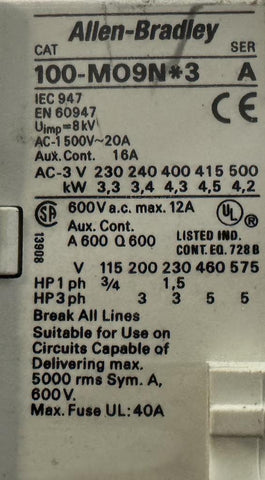 Allen-Bradley
CAT SER
100-M09N*3 A
IEC 947
EN 60947
Uimp=8kV
AC-1 500V~20A
Aux. Cont. 16A
CE
AC-3 V 230 240 400 415 500
kW 3,3 3,4 4,3 4,5 4,2
SA 600V a.c. max. 12A UL
Aux. Cont.
A 600 Q 600 LISTED IND.
CONT. EQ. 728B
13908
V 115 200 230 460 575
HP 1 ph 3/4 1,5
HP 3 ph 3 3 5 5
Break All Lines
Suitable for Use on
Circuits Capable of
Delivering max.
5000 rms Sym. A,
600V.
Max. Fuse UL: 40A